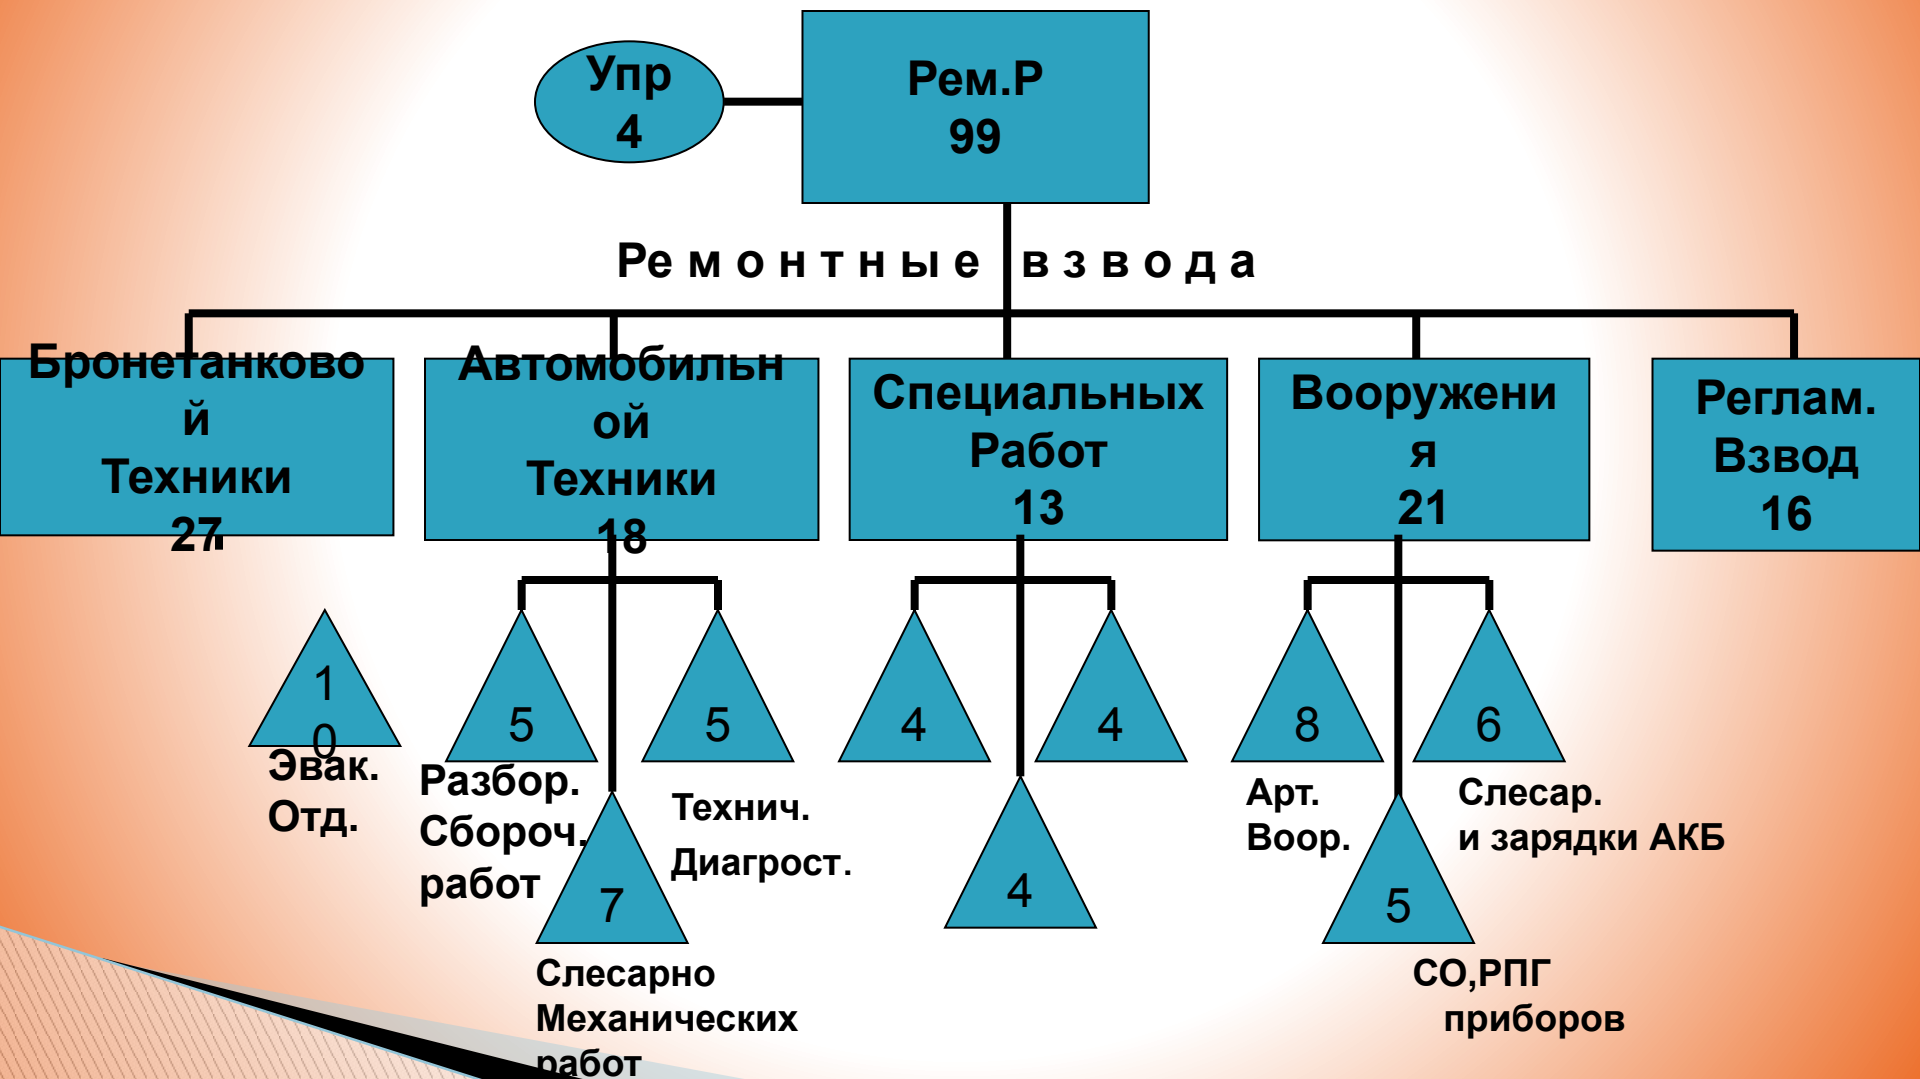 Упр
4
Рем.Р
99
Ре м о н т н ы е в з в о д а
Бронетанково
й
Техники
27
Автомобильн
ой
Техники
18
Специальных
Работ
13
Вооружени
я
21
Реглам.
Взвод
16
1
0
Эвак.
Отд.
5
Разбор.
Сбороч.
работ
7
Слесарно
Механических
работ
5
Технич.
Диагрост.
4
4
4
8
Арт.
Воор.
5
СО,РПГ
приборов
6
Слесар.
и зарядки АКБ